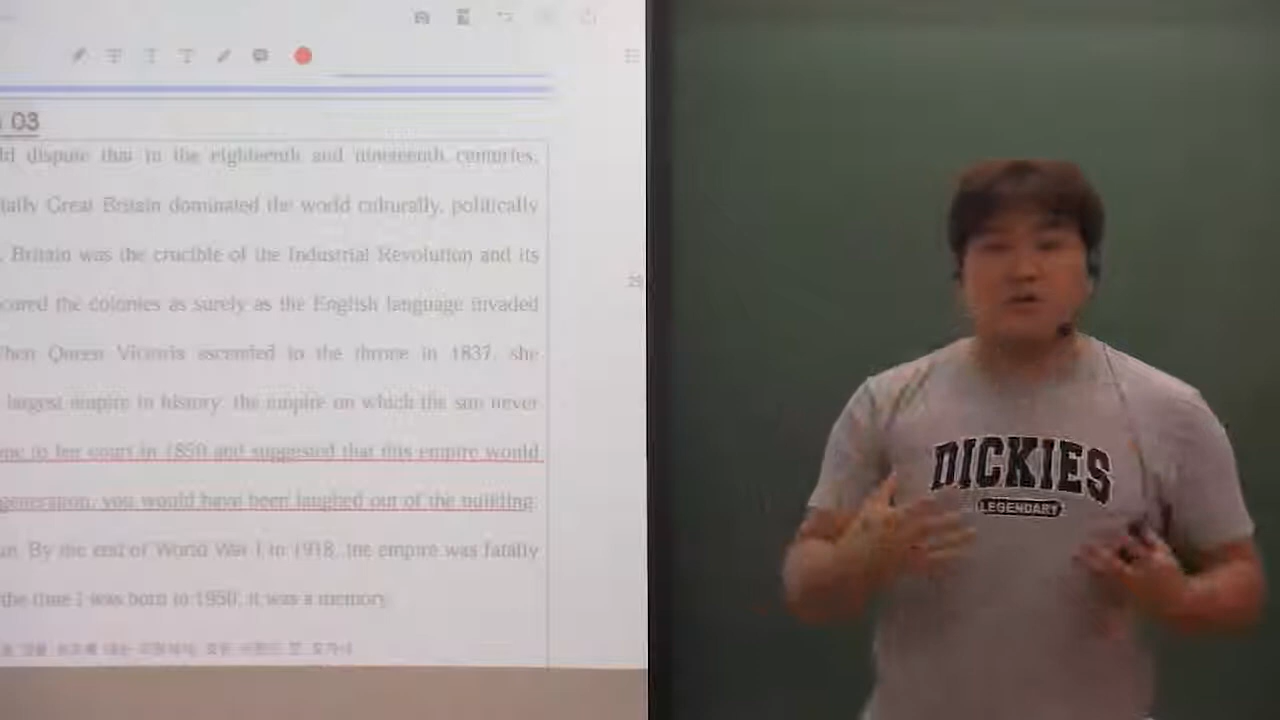 03
dispute that in the eighteenth and nineteenth centuries,
Great Britain dominated the world culturally, politically
Britain was the crucible of the Industrial Revolution and its
the colonies as surely as the English language invaded
Queen Victoria ascended to the throne in 1837, she
largest empire in history: the empire on which the sun never
to her court in 1850 and suggested that this empire would
generation, you would have been laughed out of the building.
By the end of World War I in 1918, the empire was fatally
the time I was born in 1950, it was a memory.
DICKIES
LEGENDARY